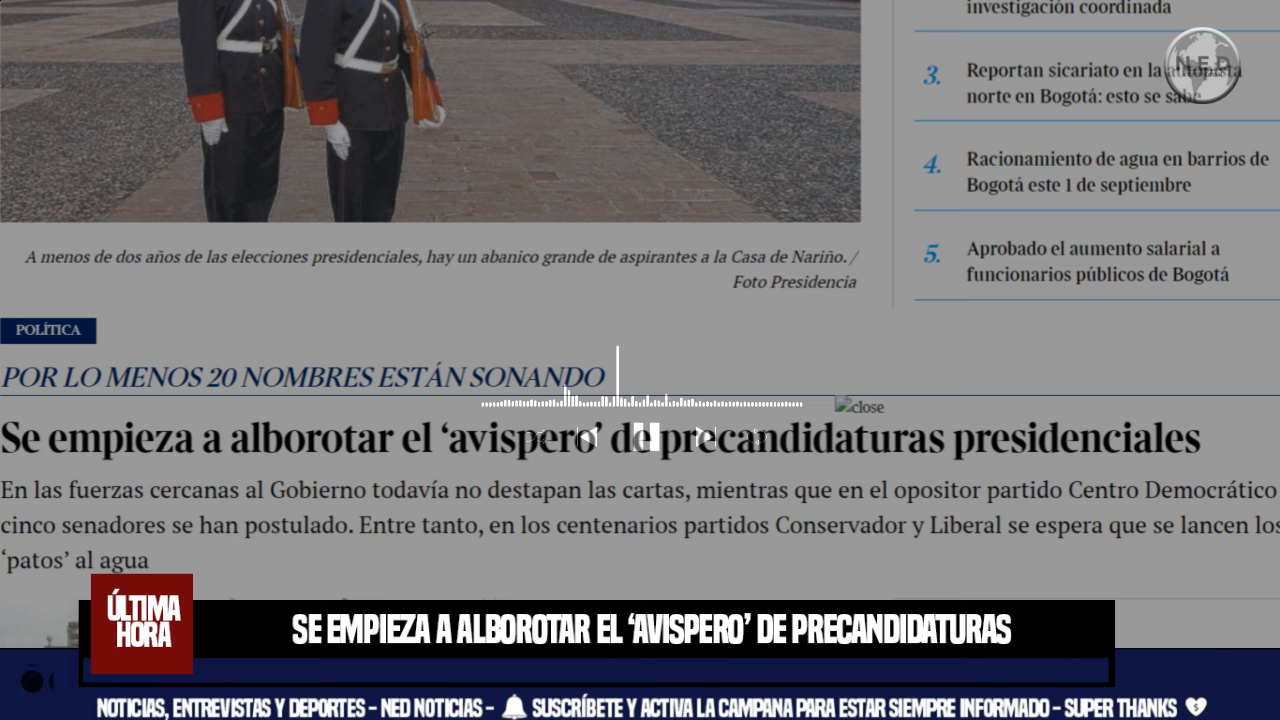 investigación coordinada
3.
Reportan sicariato en la autopista
norte en Bogotá: esto se sabe
N.E.D
4.
Racionamiento de agua en barrios de
Bogotá este 1 de septiembre
5.
Aprobado el aumento salarial a
funcionarios públicos de Bogotá
A menos de dos años de las elecciones presidenciales, hay un abanico grande de aspirantes a la Casa de Nariño. /
Foto Presidencia
POLÍTICA
POR LO MENOS 20 NOMBRES ESTÁN SONANDO
close
Se empieza a alborotar el ‘avispero’ de precandidaturas presidenciales
En las fuerzas cercanas al Gobierno todavía no destapan las cartas, mientras que en el opositor partido Centro Democrático
cinco senadores se han postulado. Entre tanto, en los centenarios partidos Conservador y Liberal se espera que se lancen los
‘patos’ al agua
ÚLTIMA
HORA
SE EMPIEZA A ALBOROTAR EL ‘AVISPERO’ DE PRECANDIDATURAS
NOTICIAS, ENTREVISTAS Y DEPORTES - NED NOTICIAS - 🔔 SUSCRÍBETE Y ACTIVA LA CAMPANA PARA ESTAR SIEMPRE INFORMADO - SUPER THANKS